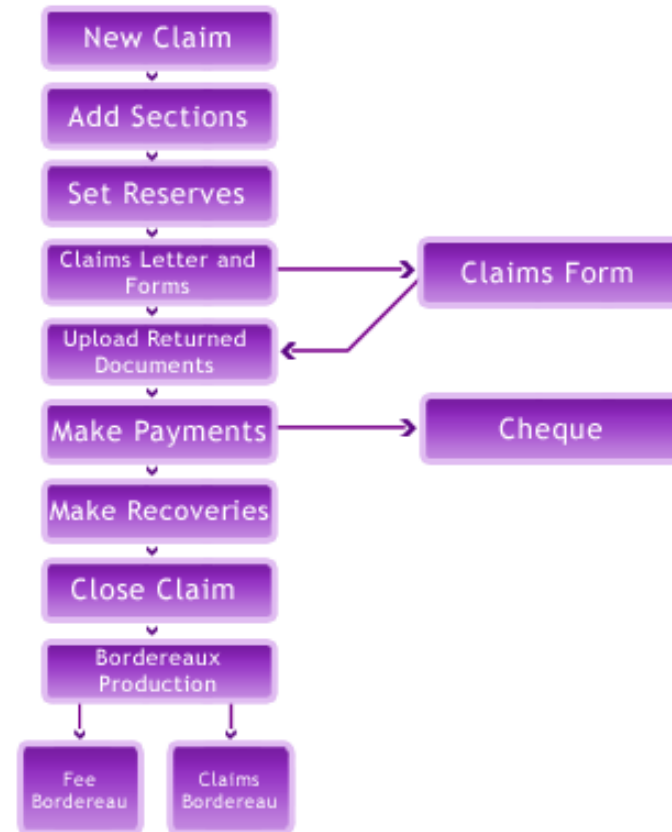 New Claim
Add Sections
Set Reserves
Claims Letter and
Forms
Claims Form
Upload Returned
Documents
Make Payments
Cheque
Make Recoveries
Close Claim
Bordereaux
Production
Fee
Bordereau
Claims
Bordereau